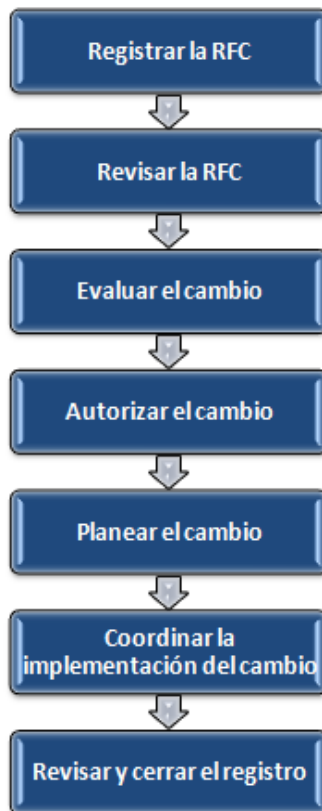 Registrar la RFC
Revisar la RFC
Evaluar el cambio
Autorizar el cambio
Planear el cambio
Coordinar la
implementación del cambio
Revisar y cerrar el registro